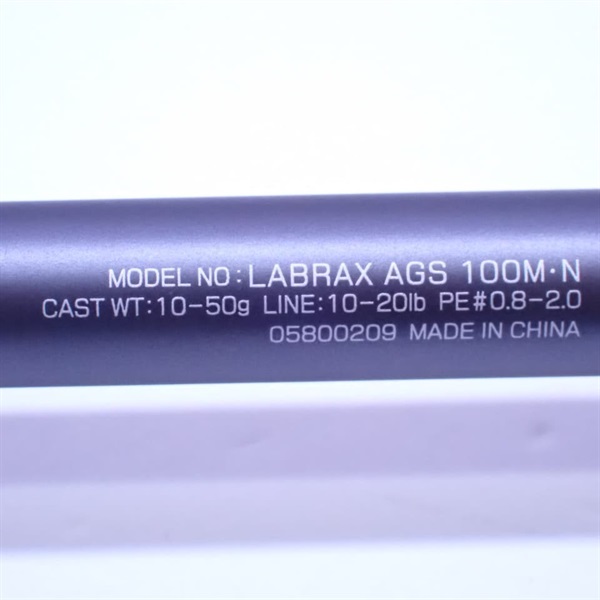 MODEL NO:LABRAX AGS 100M・N
CAST WT:10-50g LINE:10-20lb PE#0.8-2.0
05800209 MADE IN CHINA